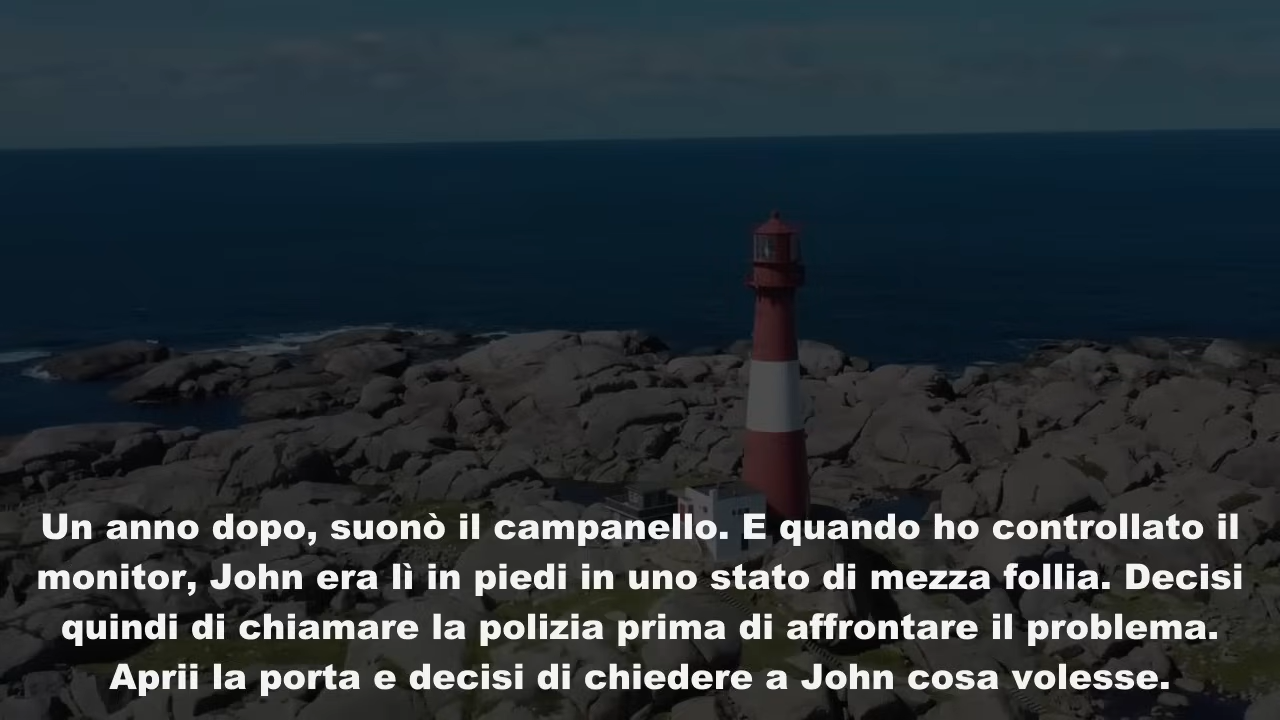 Un anno dopo, suonò il campanello. E quando ho controllato il
monitor, John era lì in piedi in uno stato di mezza follia. Decisi
quindi di chiamare la polizia prima di affrontare il problema.
Aprii la porta e decisi di chiedere a John cosa volesse.